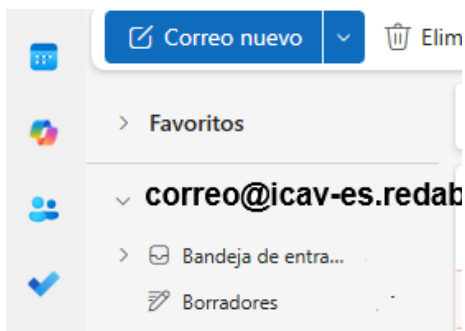 Correo nuevo
Elim
Favoritos
correo@icav-es.redab
Bandeja de entra...
Borradores